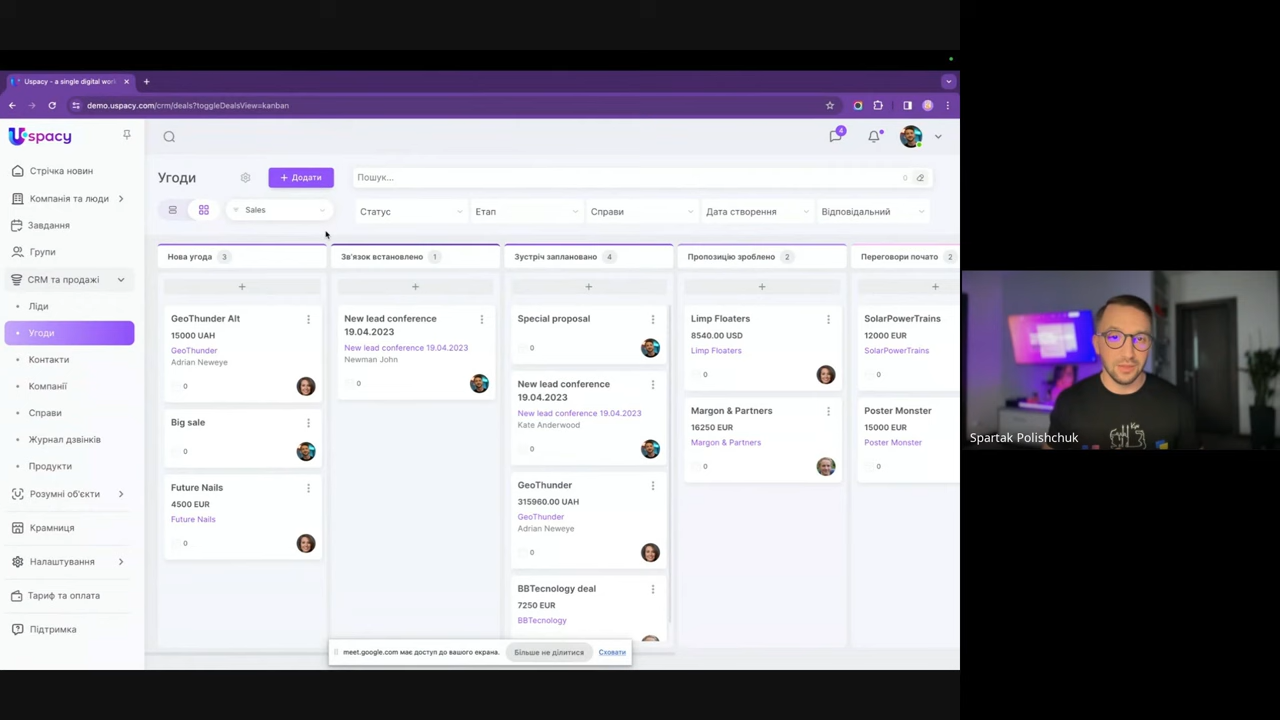 Uspacy - a single digital worl
demo.uspacy.com/crm/deals?toggleDealsView=kanban
Uspacy
4
Стрічка новин
Компанія та люди
Завдання
Групи
CRM та продажі
Ліди
Угоди
Контакти
Компанії
Справи
Журнал дзвінків
Продукти
Розумні об'єкти
Крамниця
Налаштування
Тариф та оплата
Підтримка
Угоди
+ Додати
Пошук...
0
Sales
Статус
Етап
Справи
Дата створення
Відповідальний
Нова угода 3
+
GeoThunder Alt
15000 UAH
GeoThunder
Adrian Neweye
0
Big sale
0
Future Nails
4500 EUR
Future Nails
0
Зв'язок встановлено 1
+
New lead conference
19.04.2023
New lead conference 19.04.2023
Newman John
0
Зустріч заплановано 4
+
Special proposal
0
New lead conference
19.04.2023
New lead conference 19.04.2023
Kate Anderwood
0
GeoThunder
315960.00 UAH
GeoThunder
Adrian Neweye
0
BBTecnology deal
7250 EUR
BBTecnology
Пропозицію зроблено 2
+
Limp Floaters
8540.00 USD
Limp Floaters
0
Margon & Partners
16250 EUR
Margon & Partners
0
Переговори почато 2
+
SolarPowerTrains
12000 EUR
SolarPowerTrains
0
Poster Monster
15000 EUR
Poster Monster
0
meet.google.com має доступ до вашого екрана.
Більше не ділитися
Сховати
Spartak Polishchuk